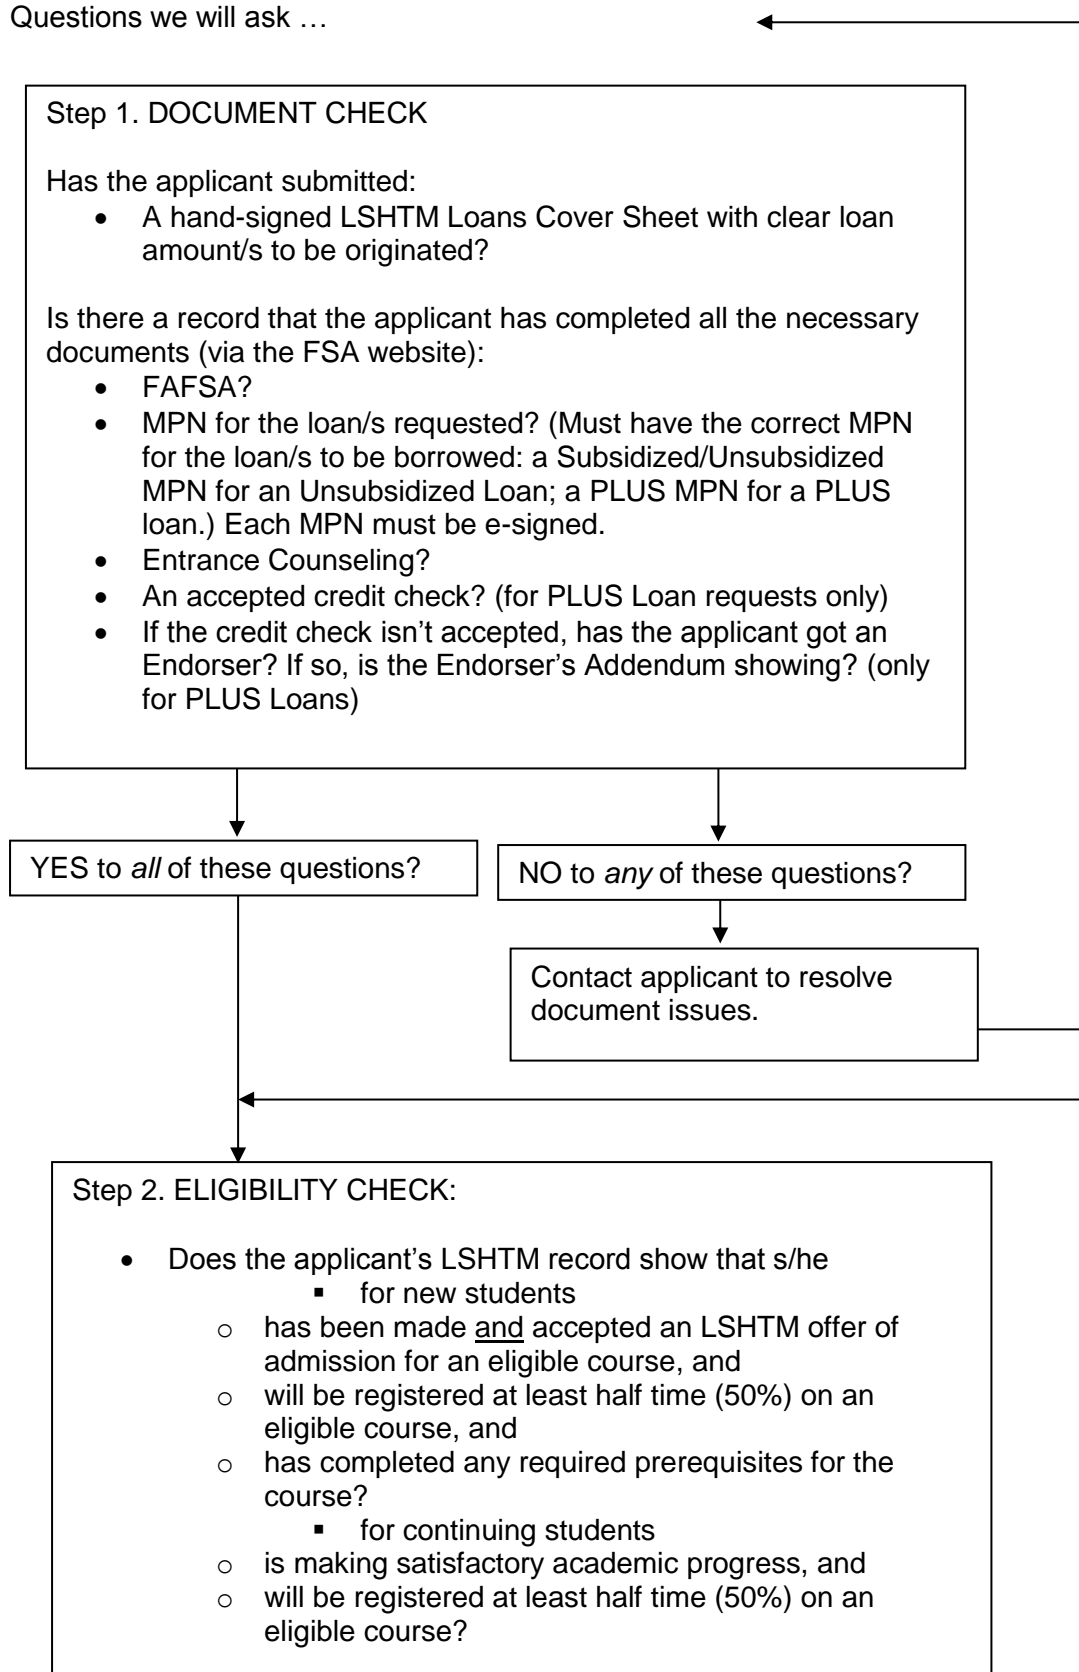 Questions we will ask …
Step 1. DOCUMENT CHECK
Has the applicant submitted:
• A hand-signed LSHTM Loans Cover Sheet with clear loan
amount/s to be originated?
Is there a record that the applicant has completed all the necessary
documents (via the FSA website):
• FAFSA?
• MPN for the loan/s requested? (Must have the correct MPN
for the loan/s to be borrowed: a Subsidized/Unsubsidized
MPN for an Unsubsidized Loan; a PLUS MPN for a PLUS
loan.) Each MPN must be e-signed.
• Entrance Counseling?
• An accepted credit check? (for PLUS Loan requests only)
• If the credit check isn't accepted, has the applicant got an
Endorser? If so, is the Endorser's Addendum showing? (only
for PLUS Loans)
YES to all of these questions?
NO to any of these questions?
Contact applicant to resolve
document issues.
Step 2. ELIGIBILITY CHECK:
• Does the applicant's LSHTM record show that s/he
▪ for new students
○ has been made and accepted an LSHTM offer of
admission for an eligible course, and
○ will be registered at least half time (50%) on an
eligible course, and
○ has completed any required prerequisites for the
course?
▪ for continuing students
○ is making satisfactory academic progress, and
○ will be registered at least half time (50%) on an
eligible course?